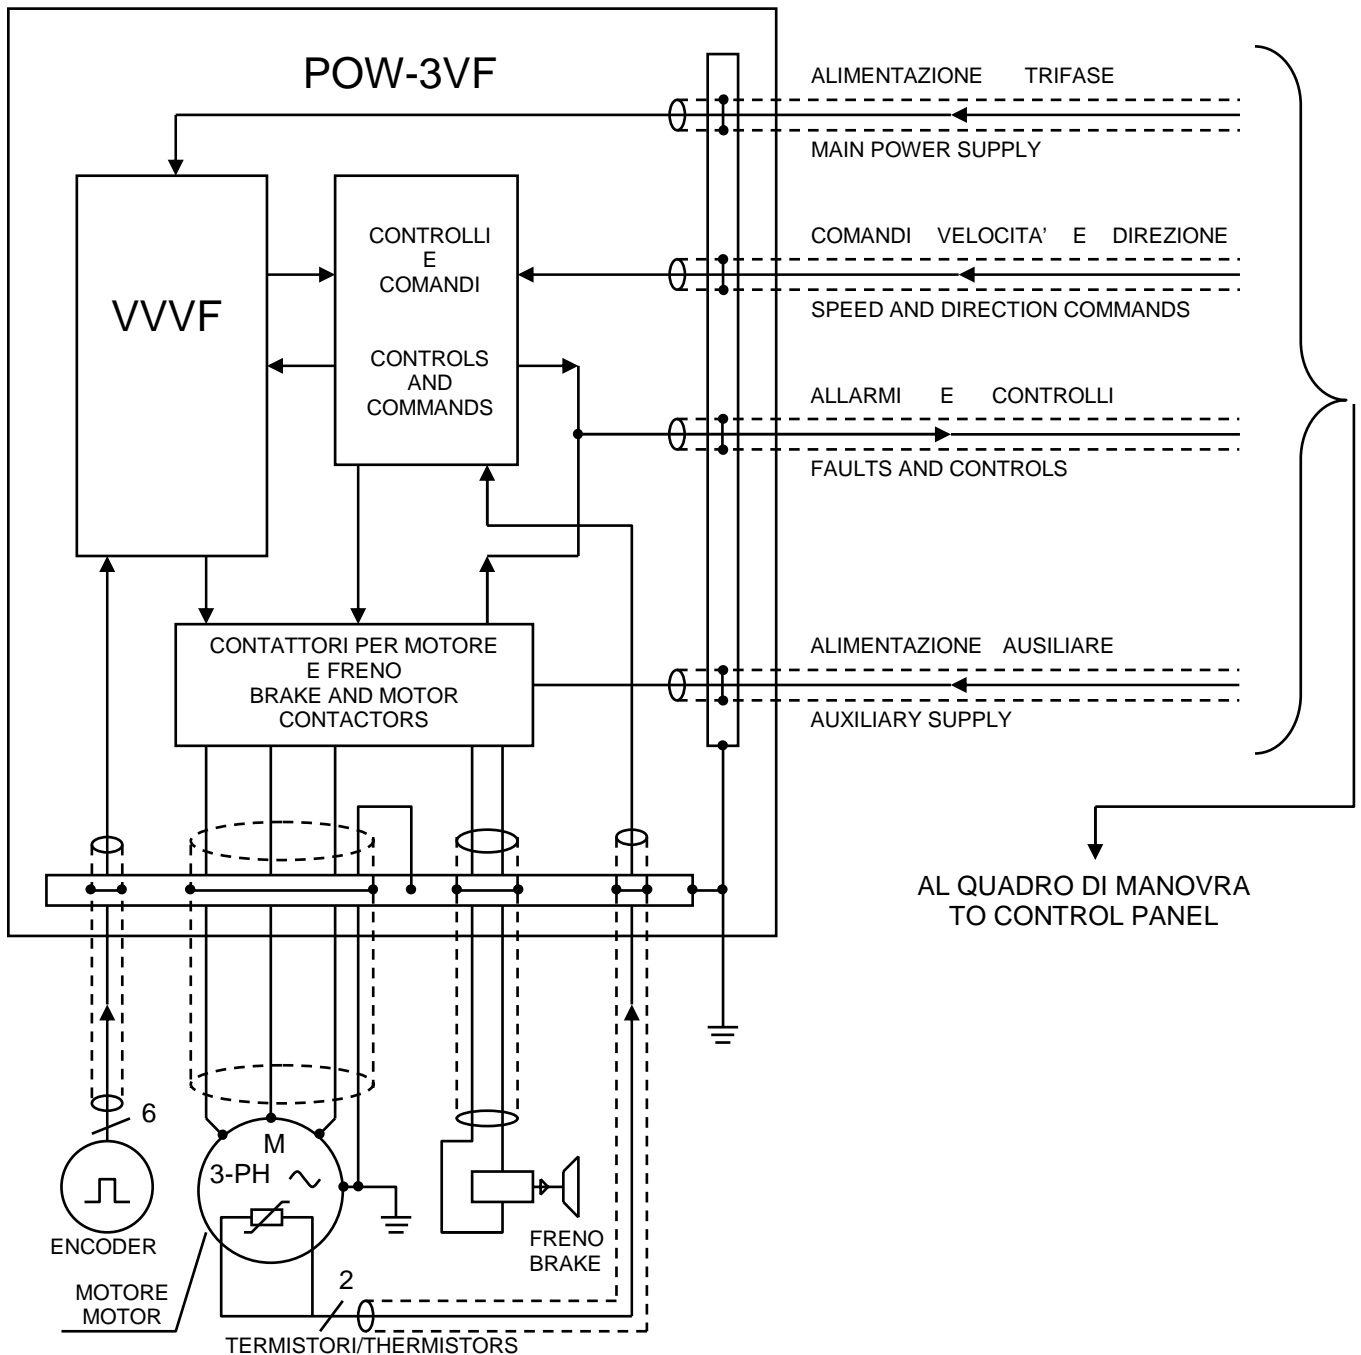 POW-3VF
ALIMENTAZIONE TRIFASE
MAIN POWER SUPPLY
COMANDI VELOCITA' E DIREZIONE
SPEED AND DIRECTION COMMANDS
ALLARMI E CONTROLLI
FAULTS AND CONTROLS
ALIMENTAZIONE AUSILIARE
AUXILIARY SUPPLY
VVVF
CONTROLLI
E
COMANDI
CONTROLS
AND
COMMANDS
CONTATTORI PER MOTORE
E FRENO
BRAKE AND MOTOR
CONTACTORS
AL QUADRO DI MANOVRA
TO CONTROL PANEL
6
M
3-PH
ENCODER
FRENO
BRAKE
MOTORE
MOTOR
2
TERMISTORI/THERMISTORS